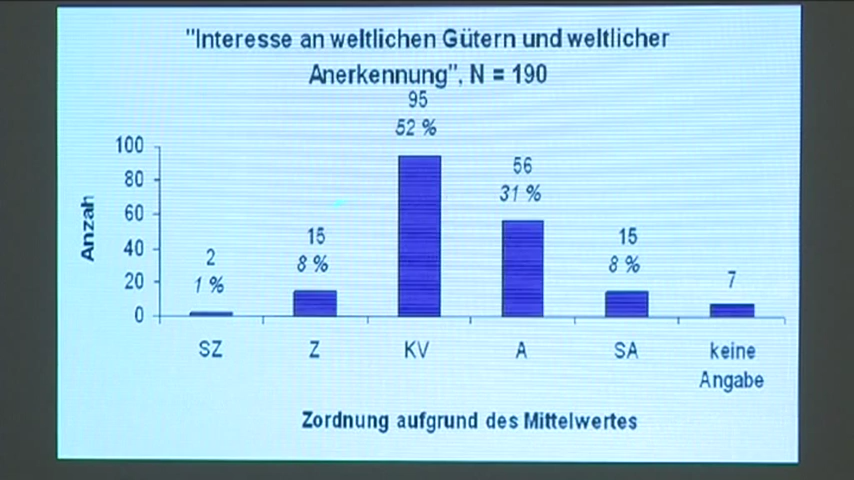 "Interesse an weltlichen Gütern und weltlicher
Anerkennung", N = 190
95
52 %
100
56
80
31 %
Anzahl
60
2
15
15
40
1 %
8 %
8 %
7
20
0
SZ
Z
KV
A
SA
keine
Angabe
Zordnung aufgrund des Mittelwertes